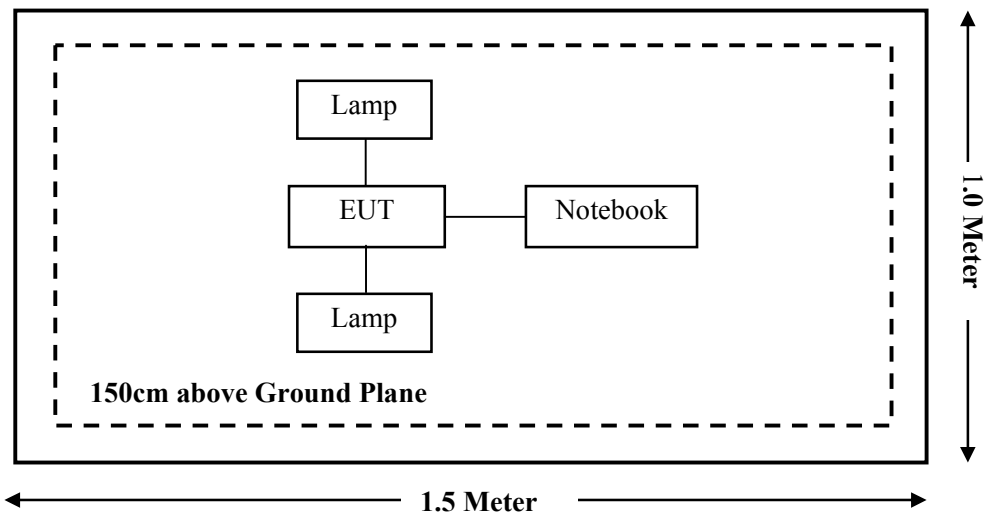 Lamp
EUT
Notebook
Lamp
150cm above Ground Plane
1.0 Meter
1.5 Meter